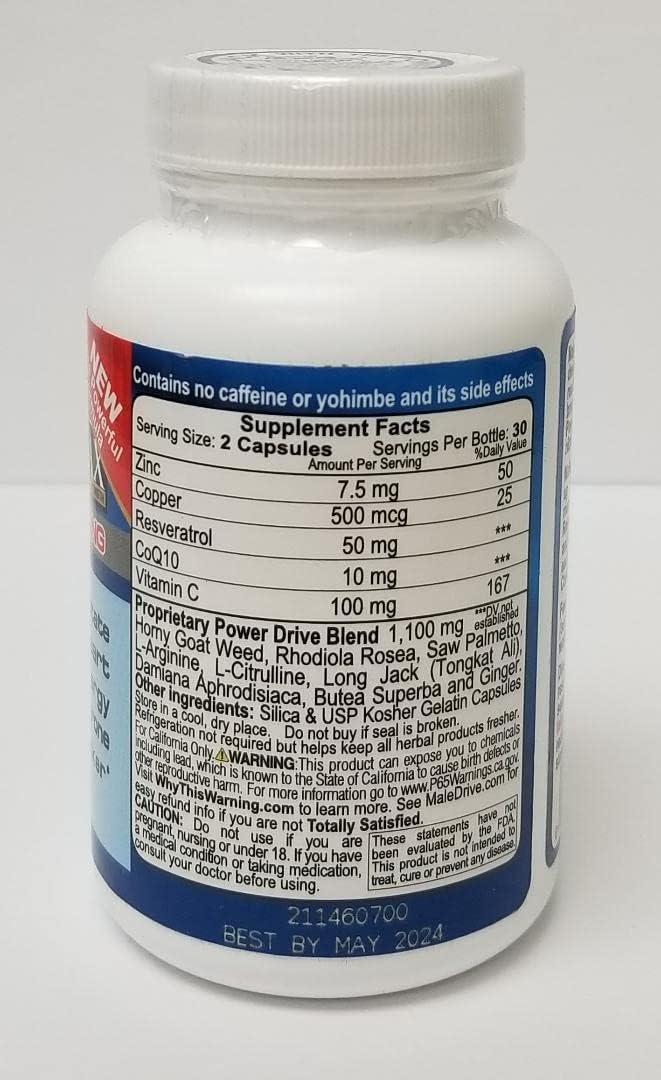 NEW
Powerful
Contains no caffeine or yohimbe and its side effects
Supplement Facts
Serving Size: 2 Capsules Servings Per Bottle: 30
Amount Per Serving %Daily Value
Zinc 7.5 mg 50
Copper 500 mcg 25
Resveratrol 50 mg ***
CoQ10 10 mg ***
Vitamin C 100 mg 167
Proprietary Power Drive Blend 1,100 mg ***DV not established
Horny Goat Weed, Rhodiola Rosea, Saw Palmetto,
L-Arginine, L-Citrulline, Long Jack (Tongkat Ali),
Damiana Aphrodisiaca, Butea Superba and Ginger.
Other ingredients: Silica & USP Kosher Gelatin Capsules
Store in a cool, dry place. Do not buy if seal is broken.
Refrigeration not required but helps keep all herbal products fresher.
For California Only ⚠WARNING:This product can expose you to chemicals
including lead, which is known to the State of California to cause birth defects or
other reproductive harm. For more information go to www.P65Warnings.ca.gov.
Visit WhyThisWarning.com to learn more. See MaleDrive.com for
easy refund info if you are not Totally Satisfied.
CAUTION: Do not use if you are
pregnant, nursing or under 18. If you have
a medical condition or taking médication,
consult your doctor before using.
These statements have not
been evaluated by the FDA.
This product is not intended to
treat, cure or prevent any disease.
211460700
BEST BY MAY 2024